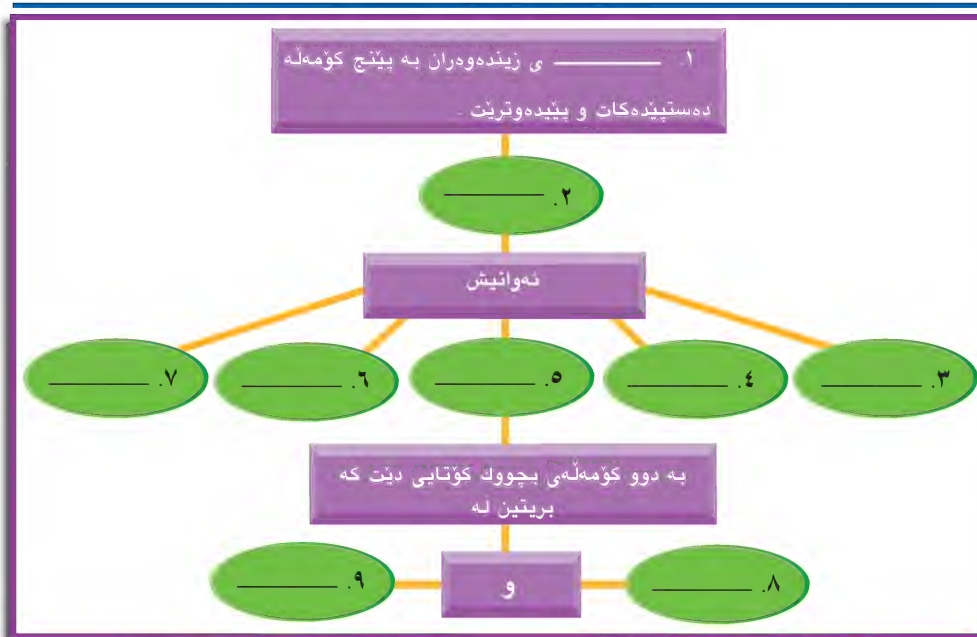 ١. ________ ی زیندەوەران بە پێنج کۆمەڵە
دەستپێدەکات و پێیدەوترێت .
٢. ________
ئەوانیش
٣. ________
٤. ________
٥. ________
٦. ________
٧. ________
بە دوو کۆمەڵەی بچووك کۆتایی دێت کە
بریتین لە
٨. ________
و
٩. ________